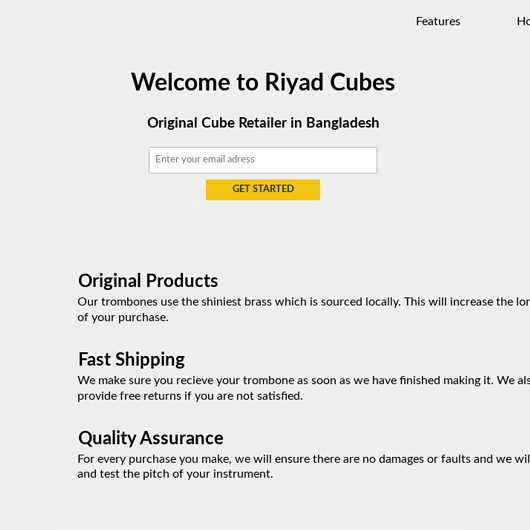 Features
Welcome to Riyad Cubes
Original Cube Retailer in Bangladesh
Enter your email adress
GET STARTED
Original Products
Our trombones use the shiniest brass which is sourced locally. This will increase the
of your purchase.
Fast Shipping
We make sure you recieve your trombone as soon as we have finished making it. We
provide free returns if you are not satisfied.
Quality Assurance
For every purchase you make, we will ensure there are no damages or faults and we
and test the pitch of your instrument.